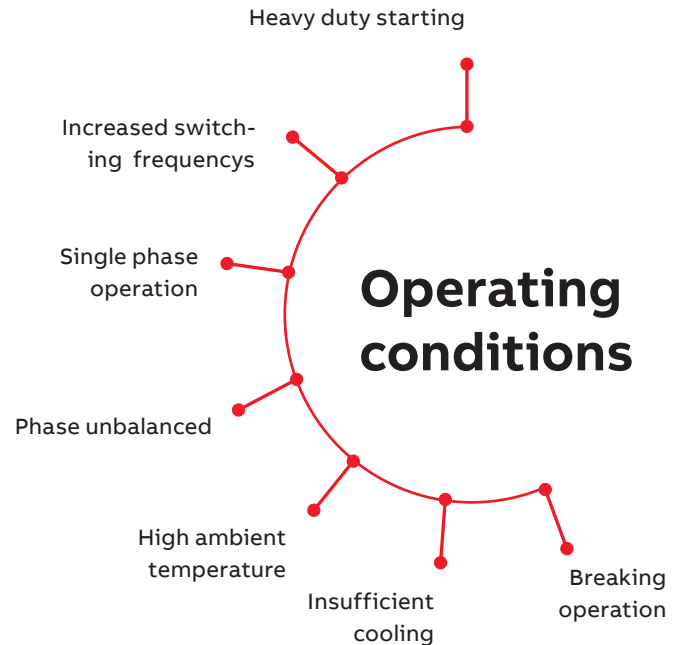 Heavy duty starting
Increased switch-
ing frequencys
Single phase
operation
Operating
conditions
Phase unbalanced
High ambient
temperature
Insufficient
cooling
Breaking
operation